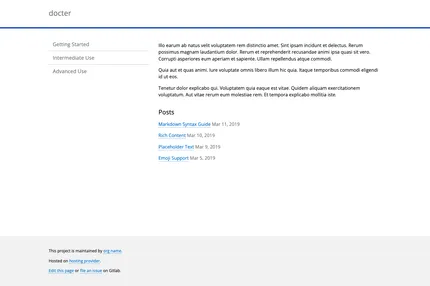 docter
Getting Started
Intermediate Use
Advanced Use
Illo earum ab natus velit voluptatem rem distinctio amet. Sint ipsam incidunt et delectus. Rerum
possimus magnam laudantium dolor. Rerum et reprehenderit recusandae animi ipsa quasi sit vero.
Corrupti asperiores eum aperiam et sapiente. Ullam repellendus atque commodi.
Quia aut et quas animi. Iure voluptate omnis libero illum hic quia. Itaque temporibus commodi eligendi
id ut eos.
Tenetur dolor explicabo qui. Voluptatem quia eaque est vitae. Quidem aliquam exercitationem
voluptatum. Aut vitae rerum eum molestiae rem. Et tempora explicabo mollitia iste.
Posts
Markdown Syntax Guide Mar 11, 2019
Rich Content Mar 10, 2019
Placeholder Text Mar 9, 2019
Emoji Support Mar 5, 2019
This project is maintained by org name.
Hosted on hosting provider.
Edit this page or file an issue on Gitlab.